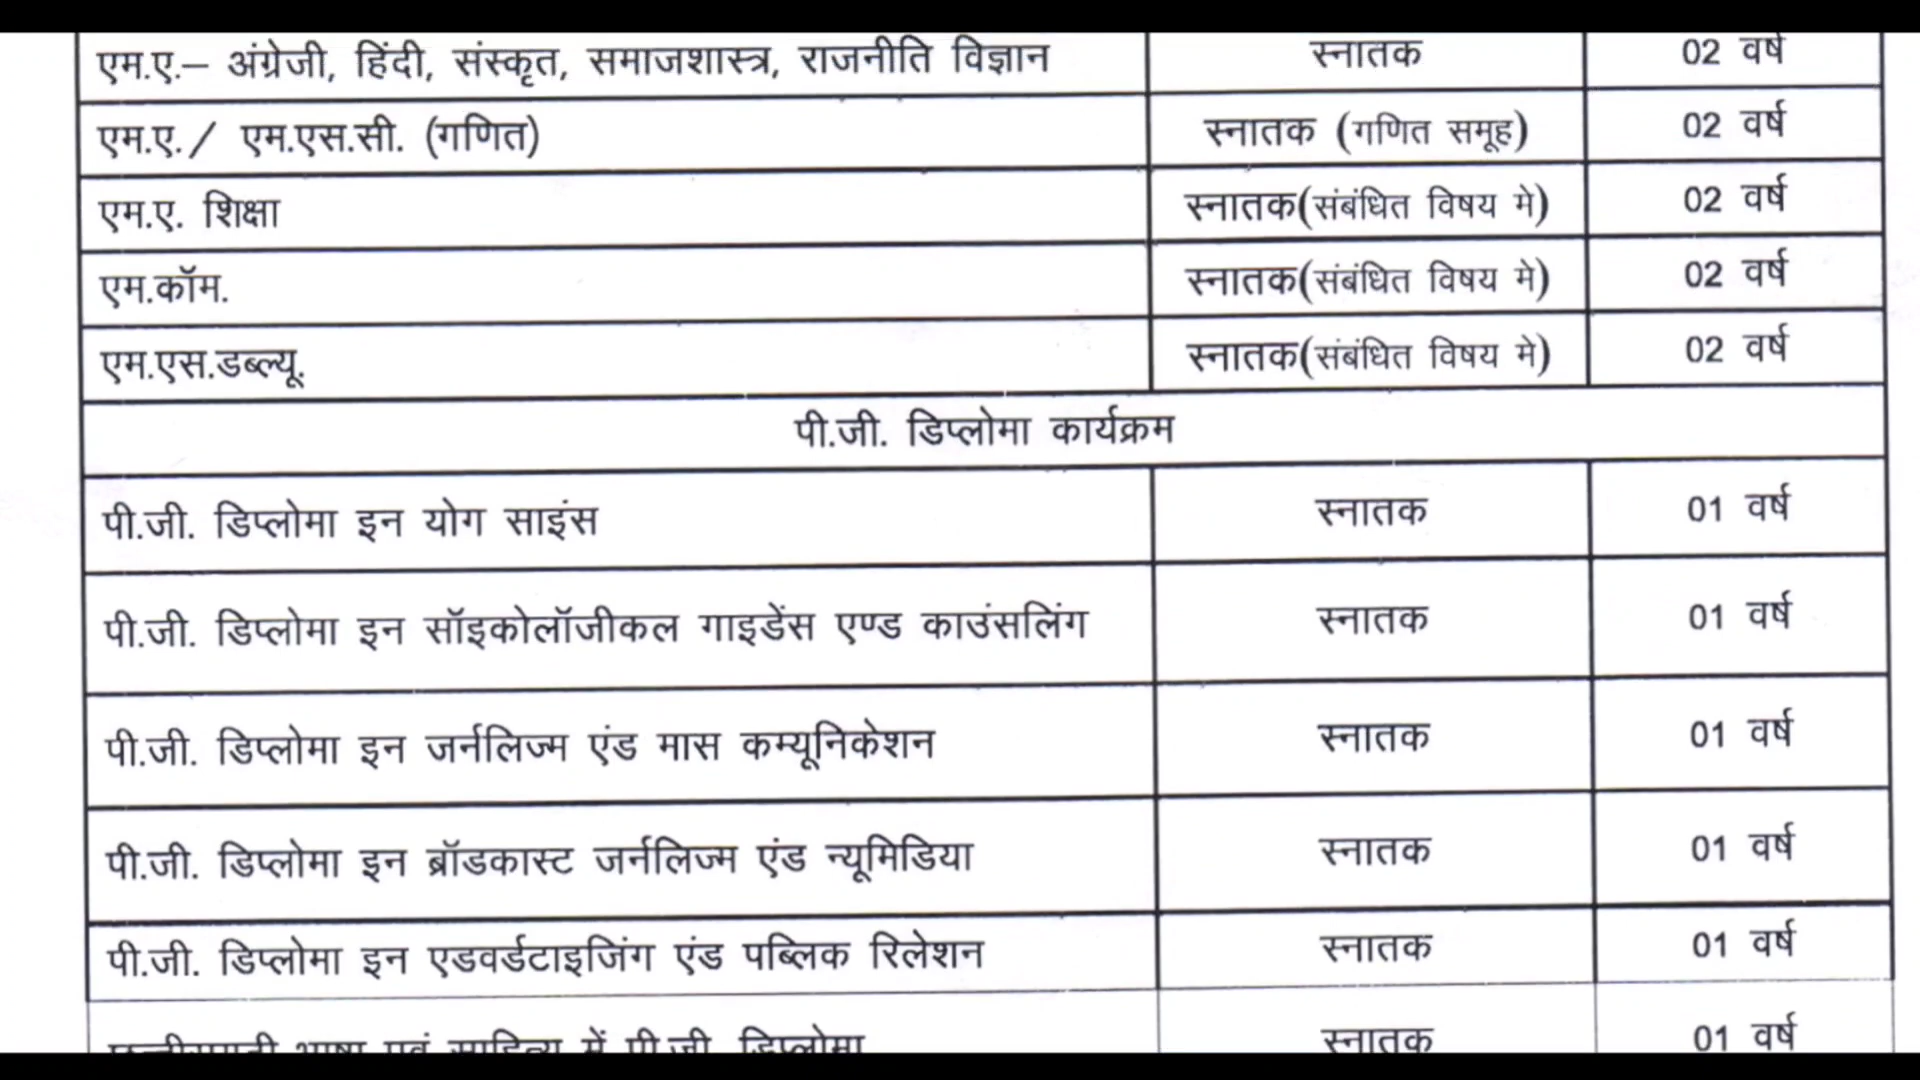 एम.ए.– अंग्रेजी, हिंदी, संस्कृत, समाजशास्त्र, राजनीति विज्ञान स्नातक 02 वर्ष
एम.ए./ एम.एस.सी. (गणित) स्नातक (गणित समूह) 02 वर्ष
एम.ए. शिक्षा स्नातक(संबंधित विषय मे) 02 वर्ष
एम.कॉम. स्नातक(संबंधित विषय मे) 02 वर्ष
एम.एस.डब्ल्यू. स्नातक(संबंधित विषय मे) 02 वर्ष
पी.जी. डिप्लोमा कार्यक्रम
पी.जी. डिप्लोमा इन योग साइंस स्नातक 01 वर्ष
पी.जी. डिप्लोमा इन सॉइकोलॉजीकल गाइडेंस एण्ड काउंसलिंग स्नातक 01 वर्ष
पी.जी. डिप्लोमा इन जर्नलिज्म एंड मास कम्यूनिकेशन स्नातक 01 वर्ष
पी.जी. डिप्लोमा इन ब्रॉडकास्ट जर्नलिज्म एंड न्यूमिडिया स्नातक 01 वर्ष
पी.जी. डिप्लोमा इन एडवर्डटाइजिंग एंड पब्लिक रिलेशन स्नातक 01 वर्ष
भाषा एवं साहित्य में पी.जी. डिप्लोमा स्नातक 01 वर्ष